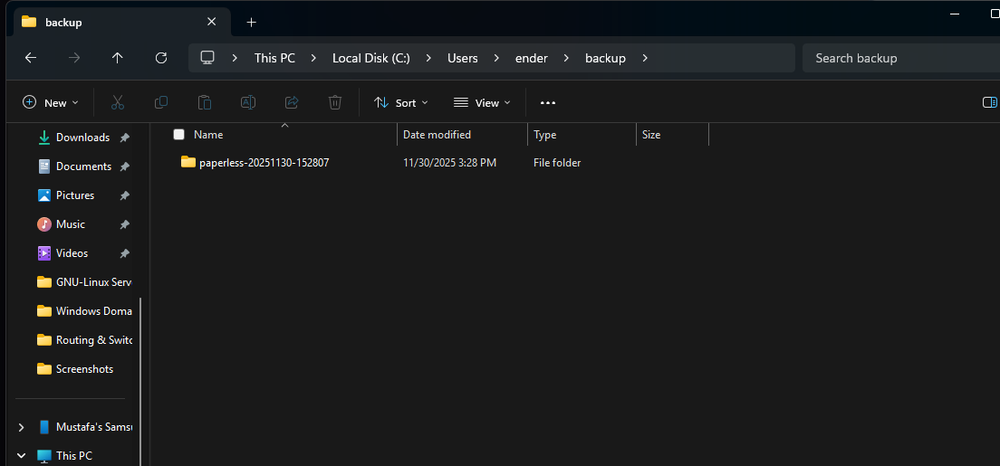 backup
This PC > Local Disk (C:) > Users > ender > backup >
Search backup
New
Sort
View
Name
Date modified
Type
Size
paperless-20251130-152807
11/30/2025 3:28 PM
File folder
Downloads
Documents
Pictures
Music
Videos
GNU-Linux Serv
Windows Doma
Routing & Switc
Screenshots
Mustafa's Samsu
This PC